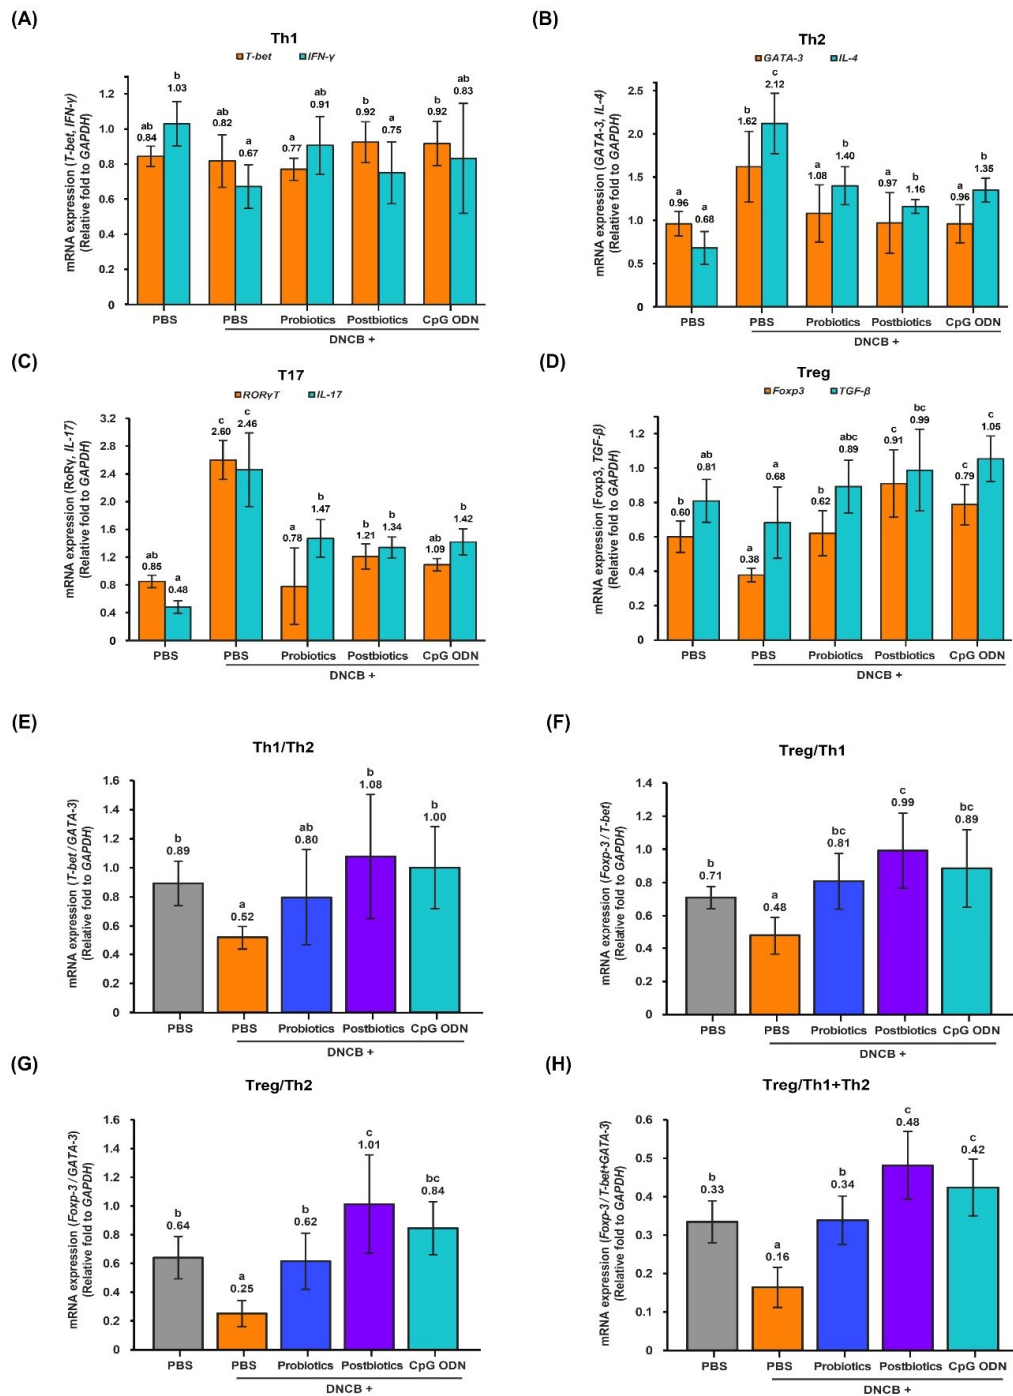 (A)
Th1
T-bet IFN-γ
mRNA expression (T-bet, IFN-γ)
(Relative fold to GAPDH)
1.2
1.0
0.8
0.6
0.4
0.2
0
ab
0.84
b
1.03
ab
0.82
a
0.67
a
0.77
ab
0.91
b
0.92
a
0.75
b
0.92
ab
0.83
PBS PBS Probiotics Postbiotics CpG ODN
DNCB +
(B)
Th2
GATA-3 IL-4
mRNA expression (GATA-3, IL-4)
(Relative fold to GAPDH)
2.5
2.0
1.5
1.0
0.5
0
a
0.96
a
0.68
b
1.62
c
2.12
a
1.08
b
1.40
a
0.97
b
1.16
a
0.96
b
1.35
PBS PBS Probiotics Postbiotics CpG ODN
DNCB +
(C)
T17
RORγT IL-17
mRNA expression (RORγ, IL-17)
(Relative fold to GAPDH)
3.2
2.8
2.4
2.0
1.6
1.2
0.8
0.4
0
ab
0.85
a
0.48
c
2.60
c
2.46
a
0.78
b
1.47
b
1.21
b
1.34
ab
1.09
b
1.42
PBS PBS Probiotics Postbiotics CpG ODN
DNCB +
(D)
Treg
Foxp3 TGF-β
mRNA expression (Foxp3, TGF-β)
(Relative fold to GAPDH)
1.4
1.2
1.0
0.8
0.6
0.4
0.2
0
b
0.60
ab
0.81
a
0.38
a
0.68
b
0.62
abc
0.89
c
0.91
bc
0.99
c
0.79
c
1.05
PBS PBS Probiotics Postbiotics CpG ODN
DNCB +
(E)
Th1/Th2
mRNA expression (T-bet/GATA-3)
(Relative fold to GAPDH)
1.6
1.4
1.2
1.0
0.8
0.6
0.4
0.2
0
b
0.89
a
0.52
ab
0.80
b
1.08
b
1.00
PBS PBS Probiotics Postbiotics CpG ODN
DNCB +
(F)
Treg/Th1
mRNA expression (Foxp-3/T-bet)
(Relative fold to GAPDH)
1.4
1.2
1.0
0.8
0.6
0.4
0.2
0
b
0.71
a
0.48
bc
0.81
c
0.99
bc
0.89
PBS PBS Probiotics Postbiotics CpG ODN
DNCB +
(G)
Treg/Th2
mRNA expression (Foxp-3/GATA-3)
(Relative fold to GAPDH)
1.6
1.4
1.2
1.0
0.8
0.6
0.4
0.2
0
b
0.64
a
0.25
b
0.62
c
1.01
bc
0.84
PBS PBS Probiotics Postbiotics CpG ODN
DNCB +
(H)
Treg/Th1+Th2
mRNA expression (Foxp-3/T-bet+GATA-3)
(Relative fold to GAPDH)
0.6
0.5
0.4
0.3
0.2
0.1
0
b
0.33
a
0.16
b
0.34
c
0.48
c
0.42
PBS PBS Probiotics Postbiotics CpG ODN
DNCB +